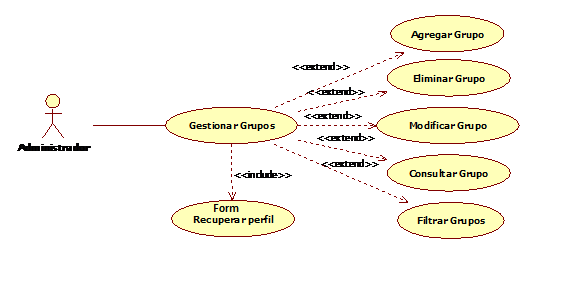 Agregar Grupo
<<extend>>
Eliminar Grupo
<<extend>>
<<extend>>
Gestionar Grupos
Modificar Grupo
<<extend>>
Administrador
<<extend>>
Consultar Grupo
<<include>>
Form
Recuperar perfil
Filtrar Grupos